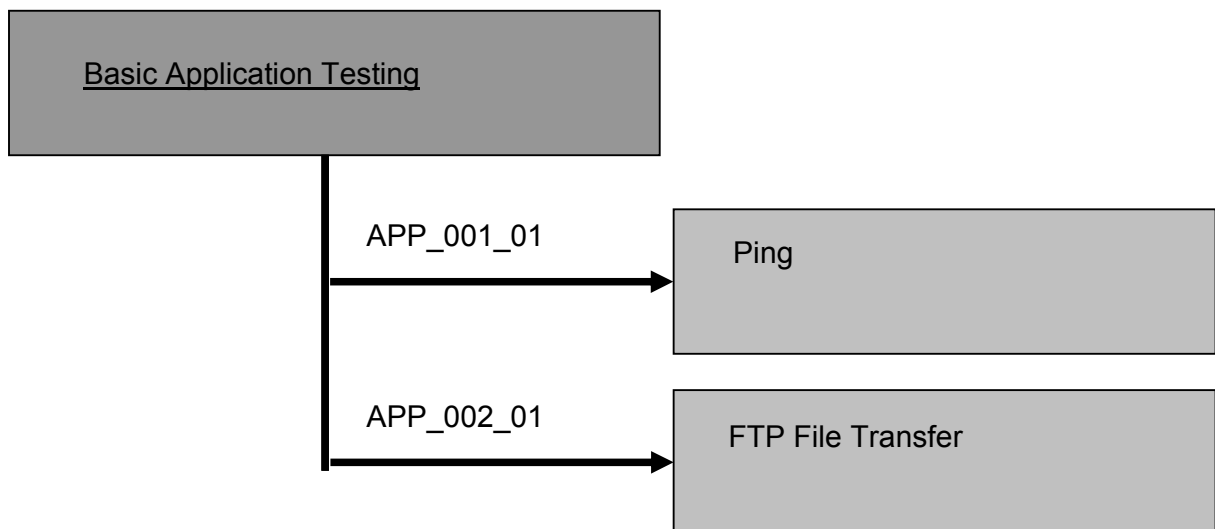 Basic Application Testing
APP_001_01
Ping
APP_002_01
FTP File Transfer